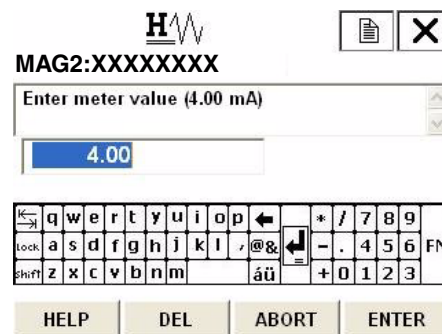 H
MAG2:XXXXXXXX
Enter meter value (4.00 mA)
4.00
q w e r t y u i o p * / 7 8 9
Lock a s d f g h j k l , @& - . 4 5 6 FN
Shift z x c v b n m áü + 0 1 2 3
HELP DEL ABORT ENTER